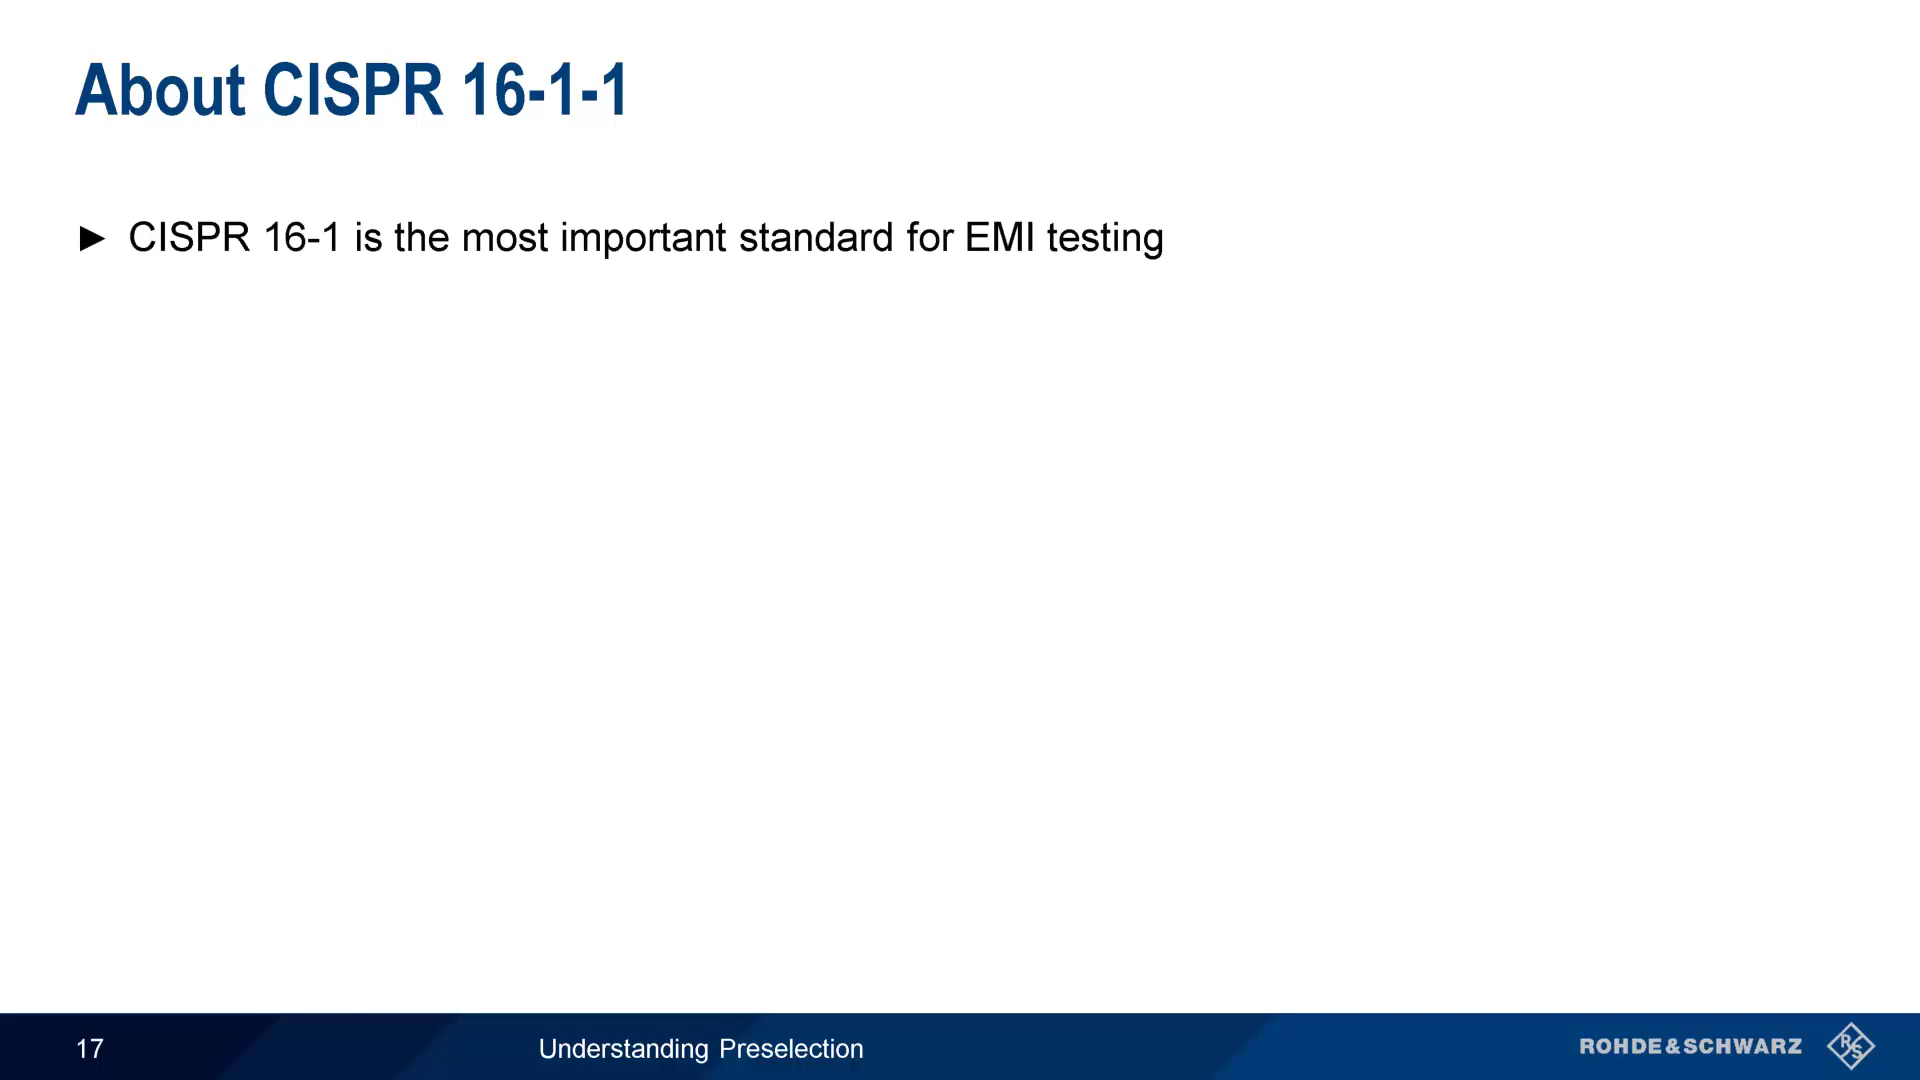 About CISPR 16-1-1
► CISPR 16-1 is the most important standard for EMI testing
17
Understanding Preselection
ROHDE&SCHWARZ
R&S